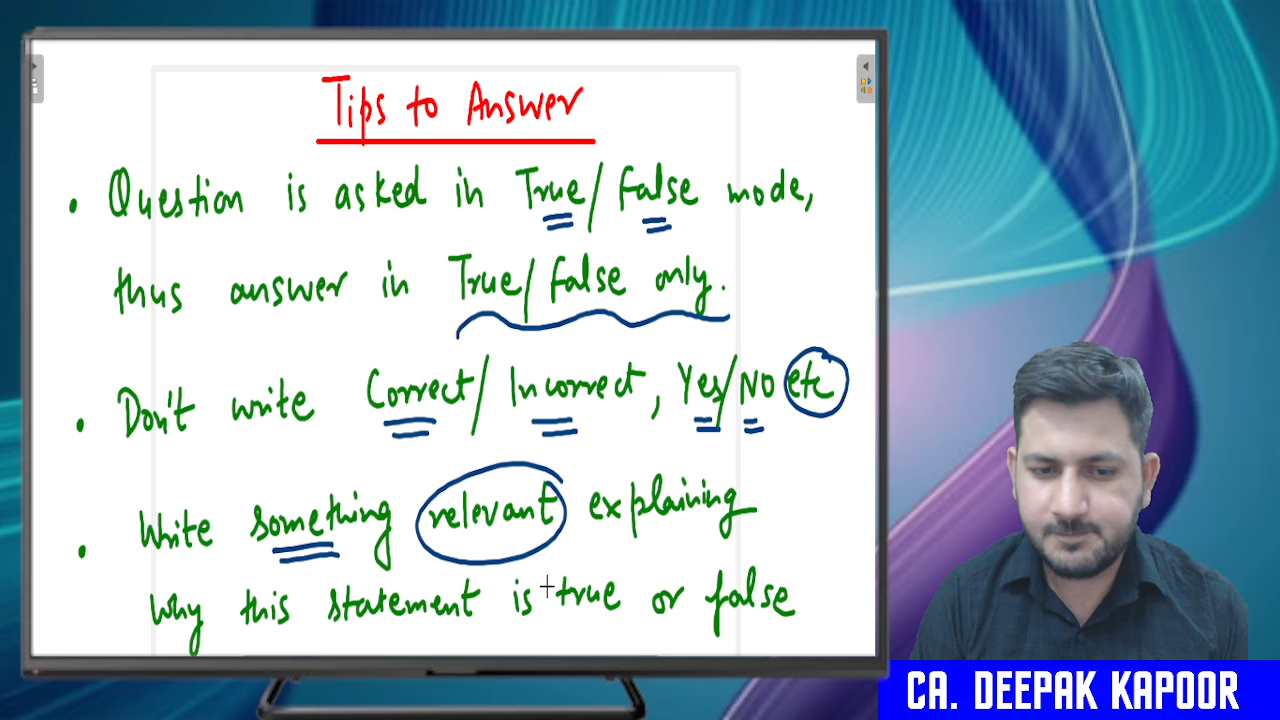 Tips to Answer
• Question is asked in True/False mode,
thus answer in True/False only.
• Don't write Correct/Incorrect, Yes/No etc
• Write something relevant explaining
why this statement is true or false
CA. DEEPAK KAPOOR